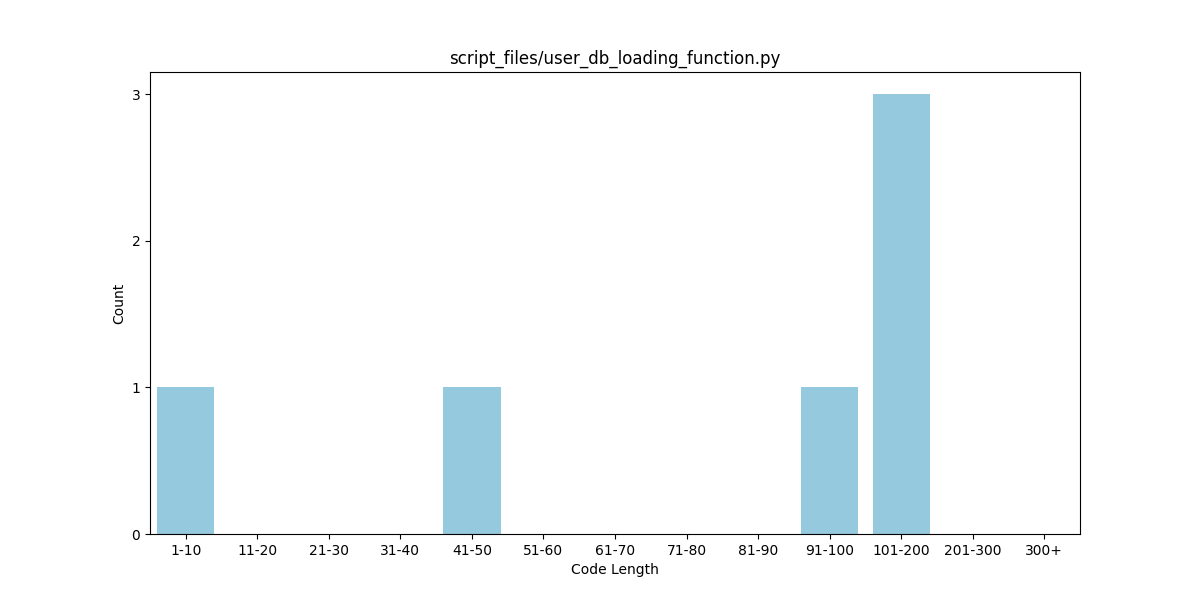 script_files/user_db_loading_function.py
3
2
1
0
Count
1-10 11-20 21-30 31-40 41-50 51-60 61-70 71-80 81-90 91-100 101-200 201-300 300+
Code Length